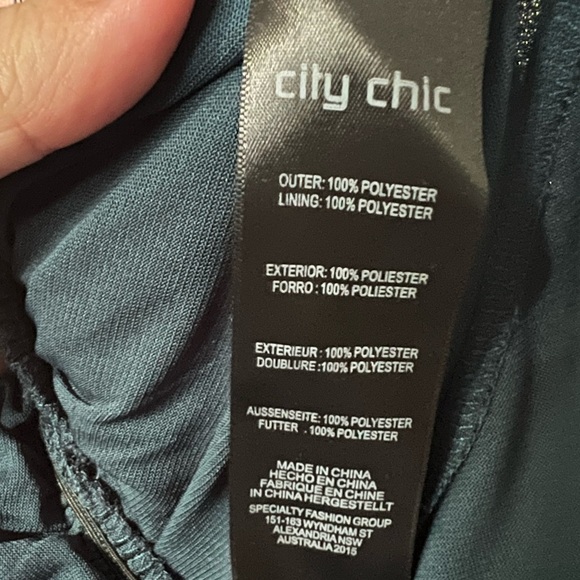 city chic
OUTER: 100% POLYESTER
LINING: 100% POLYESTER
EXTERIOR: 100% POLIESTER
FORRO : 100% POLIESTER
EXTERIEUR : 100% POLYESTER
DOUBLURE :100% POLYESTER
AUSSENSEITE: 100% POLYESTER
FUTTER . 100% POLYESTER
MADE IN CHINA
HECHO EN CHINA
FABRIQUE EN CHINE
IN CHINA HERGESTELLT
SPECIALTY FASHION GROUP
151-163 WYNDHAM ST
ALEXANDRIA NSW
AUSTRALIA 2015